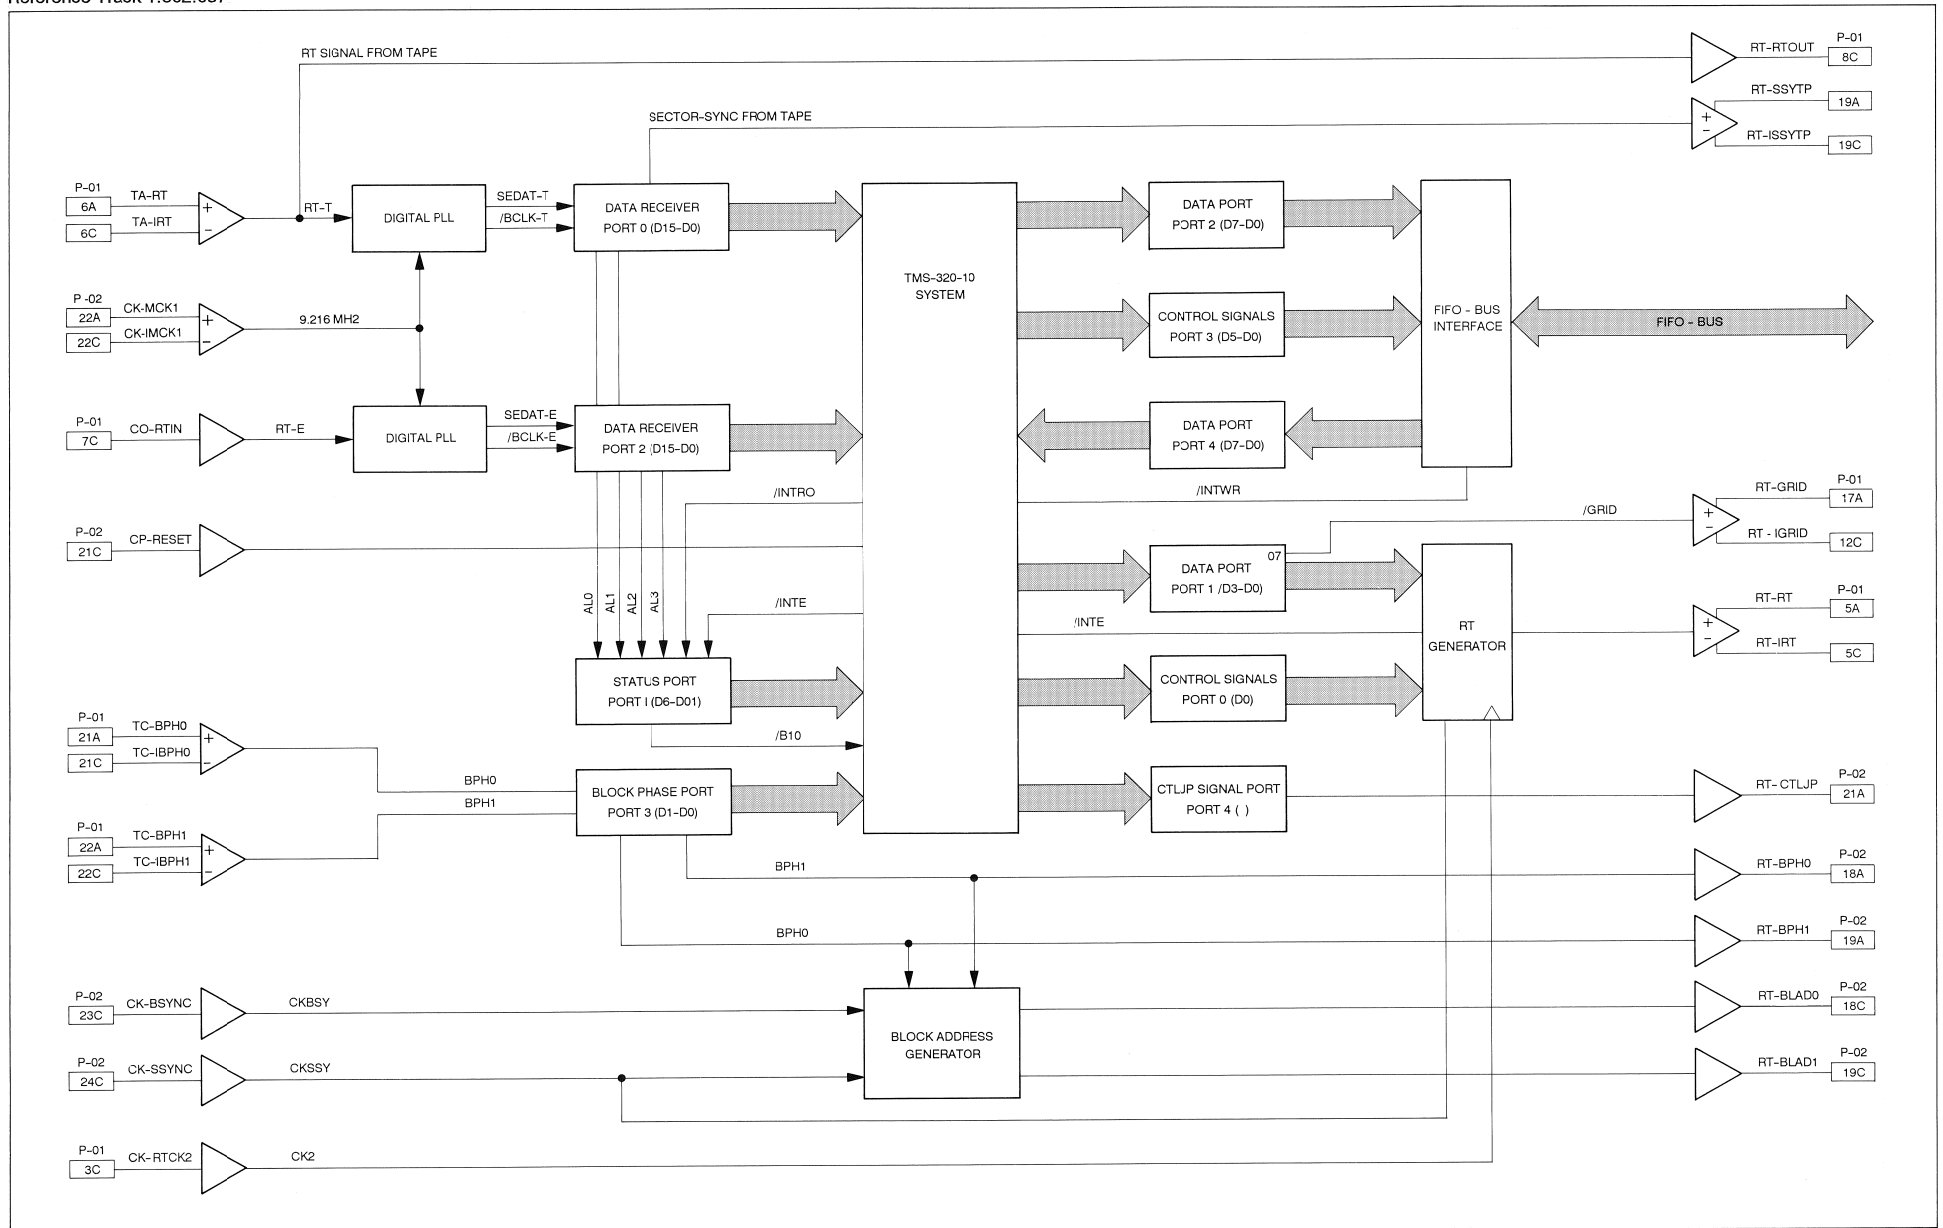 RT SIGNAL FROM TAPE
RT-RTOUT
P-01
8C
SECTOR-SYNC FROM TAPE
RT-SSYTP
19A
RT-ISSYTP
19C
P-01
6A
TA-RT
6C
TA-IRT
+
-
RT-T
DIGITAL PLL
SEDAT-T
/BCLK-T
DATA RECEIVER
PORT 0 (D15-D0)
TMS-320-10
SYSTEM
DATA PORT
PORT 2 (D7-D0)
P-02
22A
CK-MCK1
22C
CK-IMCK1
+
-
9.216 MH2
CONTROL SIGNALS
PORT 3 (D5-D0)
FIFO - BUS
INTERFACE
FIFO - BUS
P-01
7C
CO-RTIN
RT-E
DIGITAL PLL
SEDAT-E
/BCLK-E
DATA RECEIVER
PORT 2 (D15-D0)
DATA PORT
PORT 4 (D7-D0)
/INTRO
/INTWR
/GRID
+
-
RT-GRID
P-01
17A
RT - IGRID
12C
P-02
21C
CP-RESET
07
DATA PORT
PORT 1 /D3-D0)
AL0
AL1
AL2
AL3
/INTE
/INTE
RT
GENERATOR
+
-
RT-RT
P-01
5A
RT-IRT
5C
STATUS PORT
PORT I (D6-D01)
CONTROL SIGNALS
PORT 0 (D0)
/B10
P-01
21A
TC-BPH0
21C
TC-IBPH0
+
-
BPH0
BPH1
BLOCK PHASE PORT
PORT 3 (D1-D0)
CTLJP SIGNAL PORT
PORT 4 ( )
RT-CTLJP
P-02
21A
P-01
22A
TC-BPH1
22C
TC-IBPH1
+
-
BPH1
RT-BPH0
P-02
18A
BPH0
RT-BPH1
P-02
19A
P-02
23C
CK-BSYNC
CKBSY
BLOCK ADDRESS
GENERATOR
RT-BLAD0
P-02
18C
P-02
24C
CK-SSYNC
CKSSY
RT-BLAD1
P-02
19C
P-01
3C
CK-RTCK2
CK2